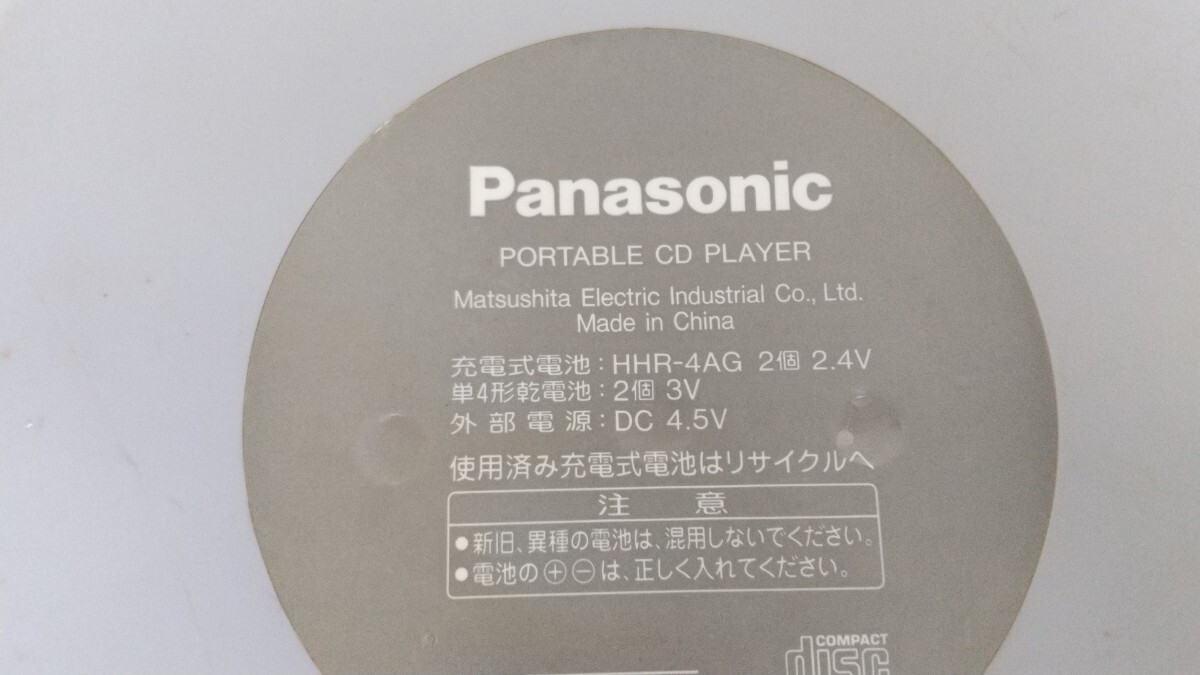 Panasonic
PORTABLE CD PLAYER
Matsushita Electric Industrial Co., Ltd.
Made in China
充電式電池：HHR-4AG 2個 2.4V
単4形乾電池：2個 3V
外部電源：DC 4.5V
使用済み充電式電池はリサイクルへ
注意
●新旧、異種の電池は、混用しないでください。
●電池の⊕⊖は、正しく入れてください。
COMPACT
disc